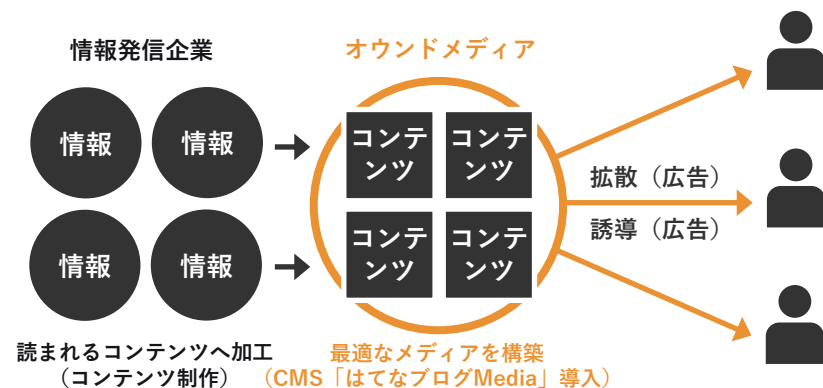 情報発信企業
オウンドメディア
情報
情報
情報
情報
コンテ
ンツ
コンテ
ンツ
コンテ
ンツ
コンテ
ンツ
拡散（広告）
誘導（広告）
読まれるコンテンツへ加工
（コンテンツ制作）
最適なメディアを構築
（CMS「はてなブログMedia」導入）